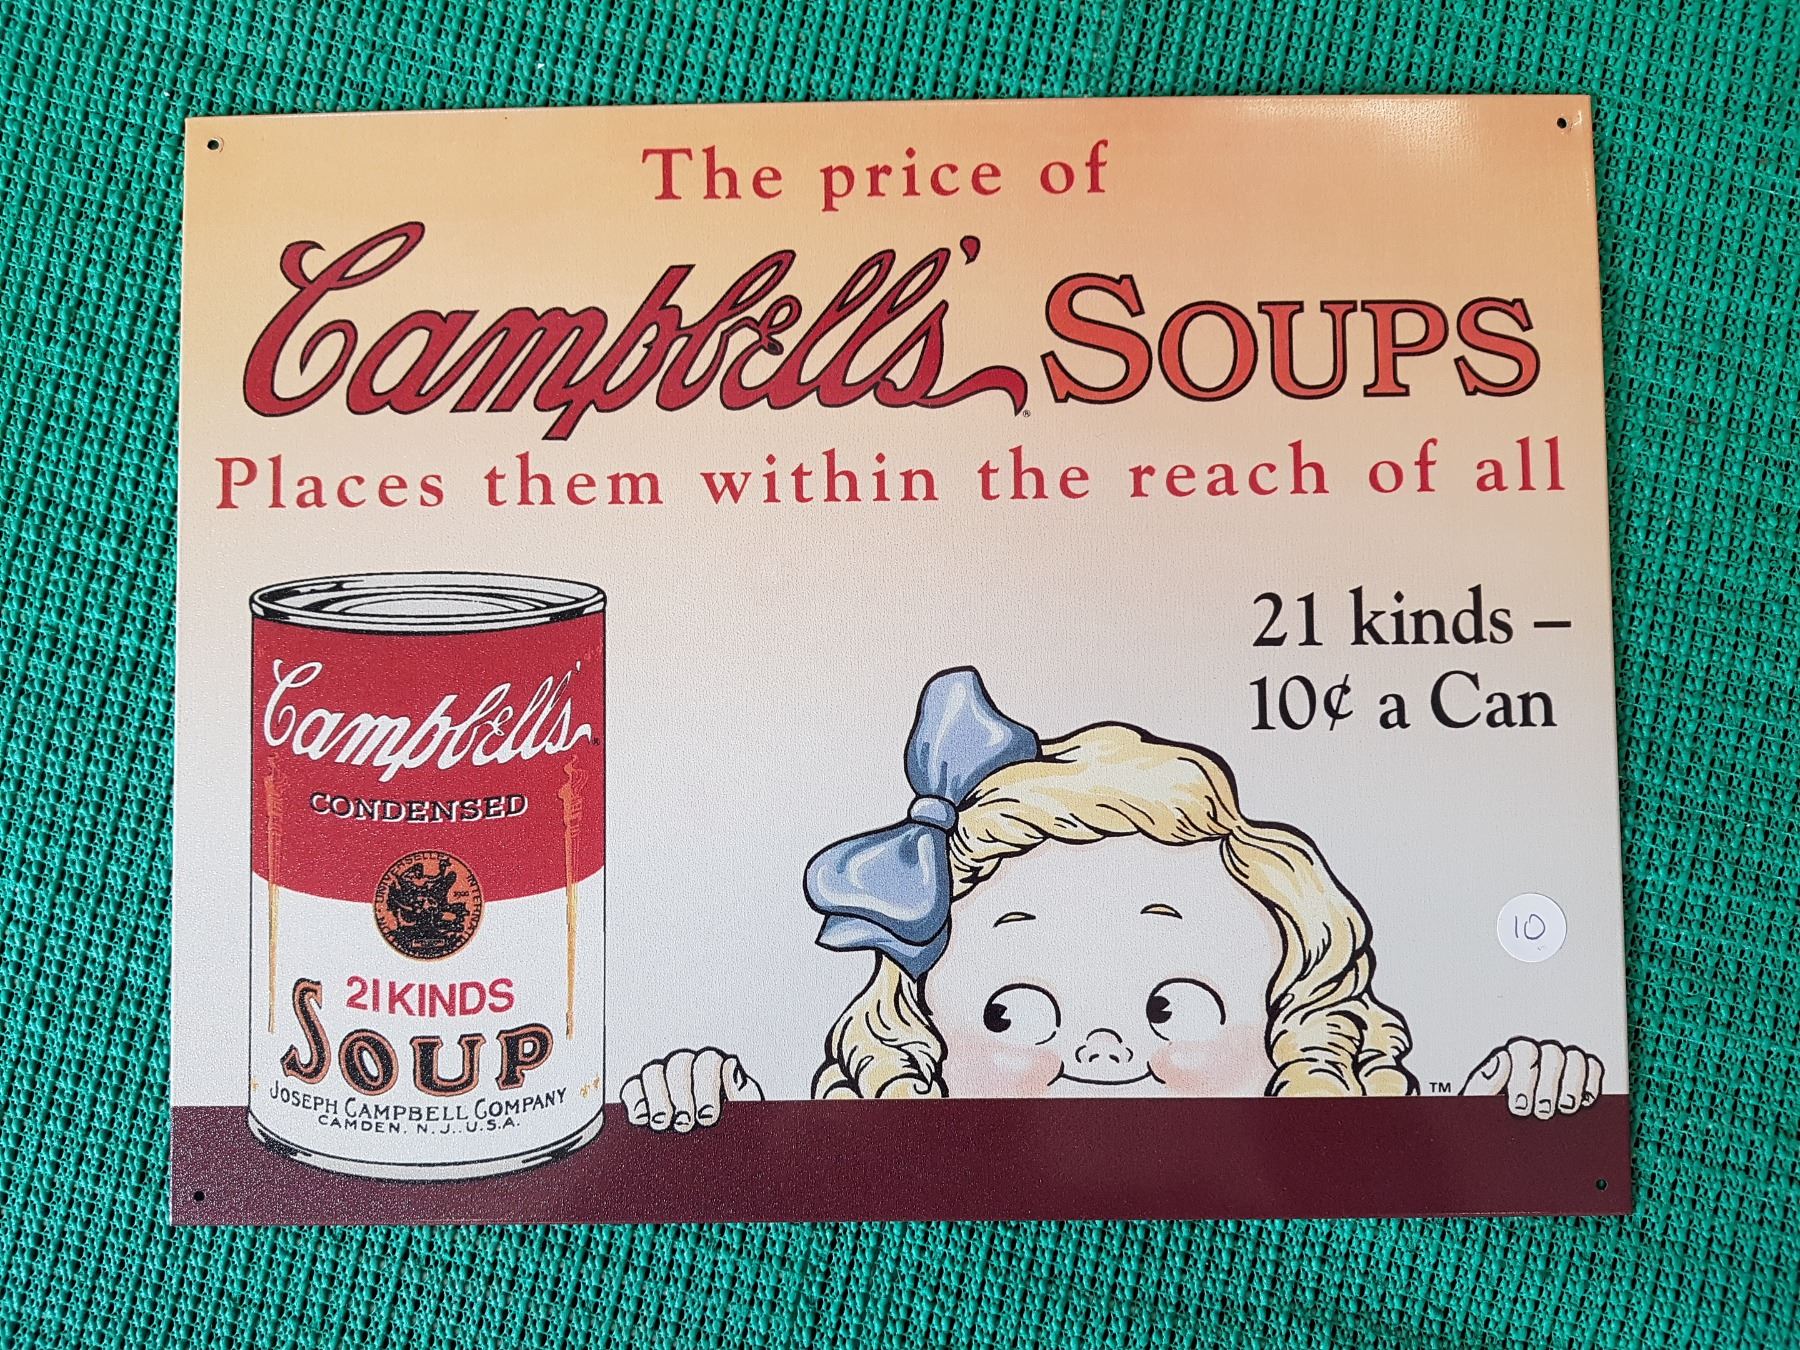 The price of
Campbell's® SOUPS
Places them within the reach of all
21 kinds –
10¢ a Can
Campbell's
CONDENSED
21 KINDS
SOUP
JOSEPH CAMPBELL COMPANY
CAMDEN, N.J., U.S.A.
10
TM